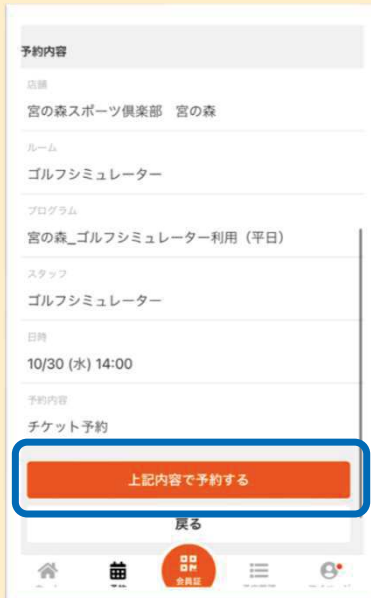 予約内容
店舗
宮の森スポーツ倶楽部　宮の森
ルーム
ゴルフシミュレーター
プログラム
宮の森_ゴルフシミュレーター利用（平日）
スタッフ
ゴルフシミュレーター
日時
10/30 (水) 14:00
予約内容
チケット予約
上記内容で予約する
戻る
会員証